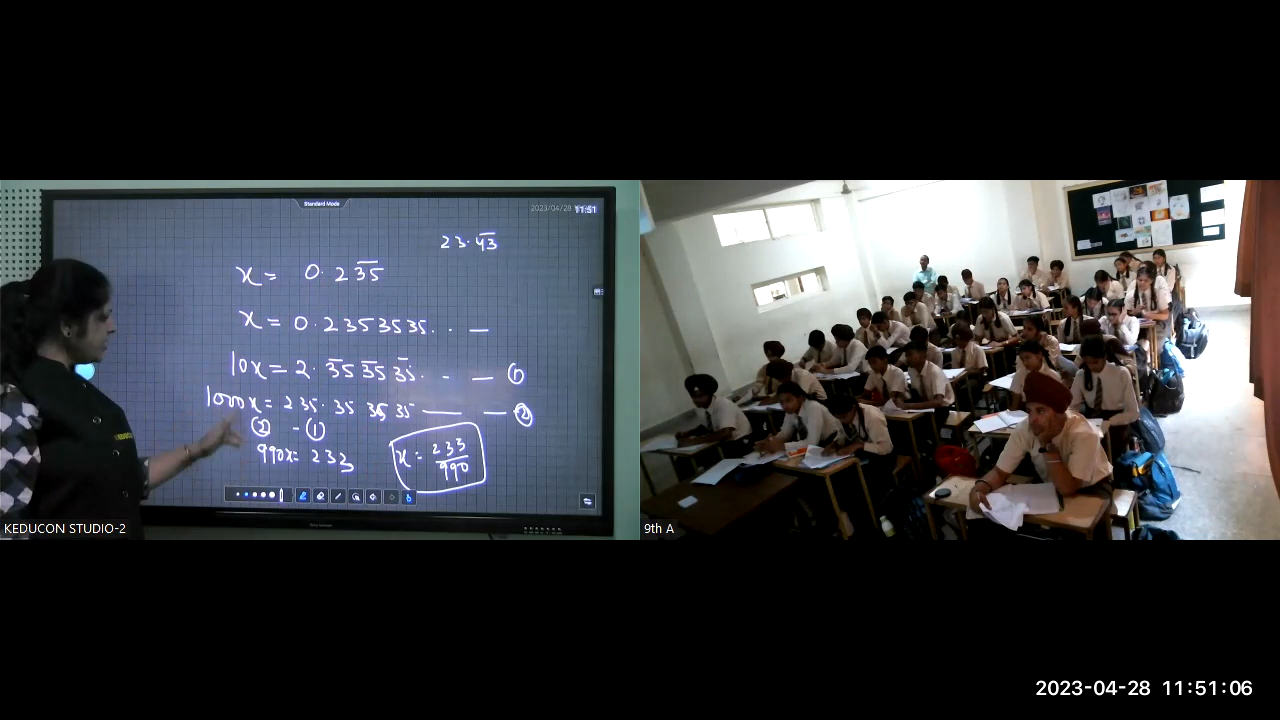 Standard Mode
2023/04/28 11:51
23.4̅3̅
x = 0.23̅5̅
x = 0.2353535.. —
10x = 2.3̅5̅3̅5̅3̅5̅.. - — ①
1000x = 235.353535 — — ②
② - ①
990x = 233
x = 233/990
KEDUCON STUDIO-2
9th A
2023-04-28 11:51:06